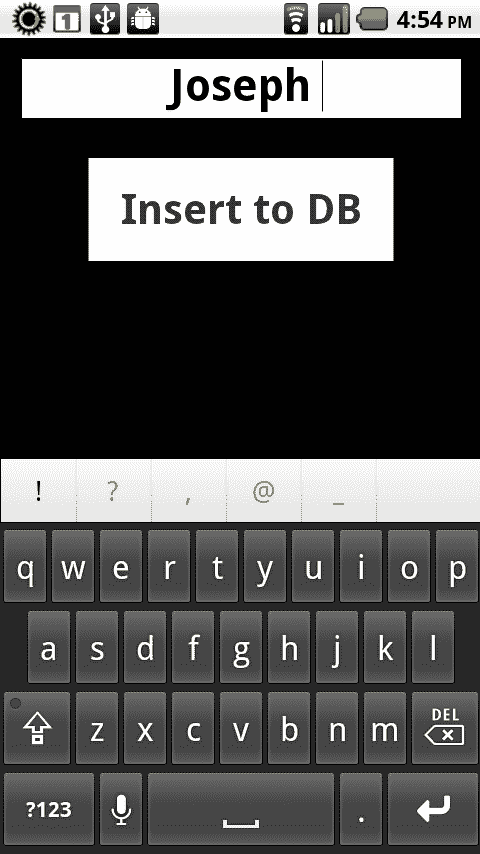 1 4:54 PM
Joseph
Insert to DB
! ? , @ _
q w e r t y u i o p
a s d f g h j k l
z x c v b n m DEL
?123 .